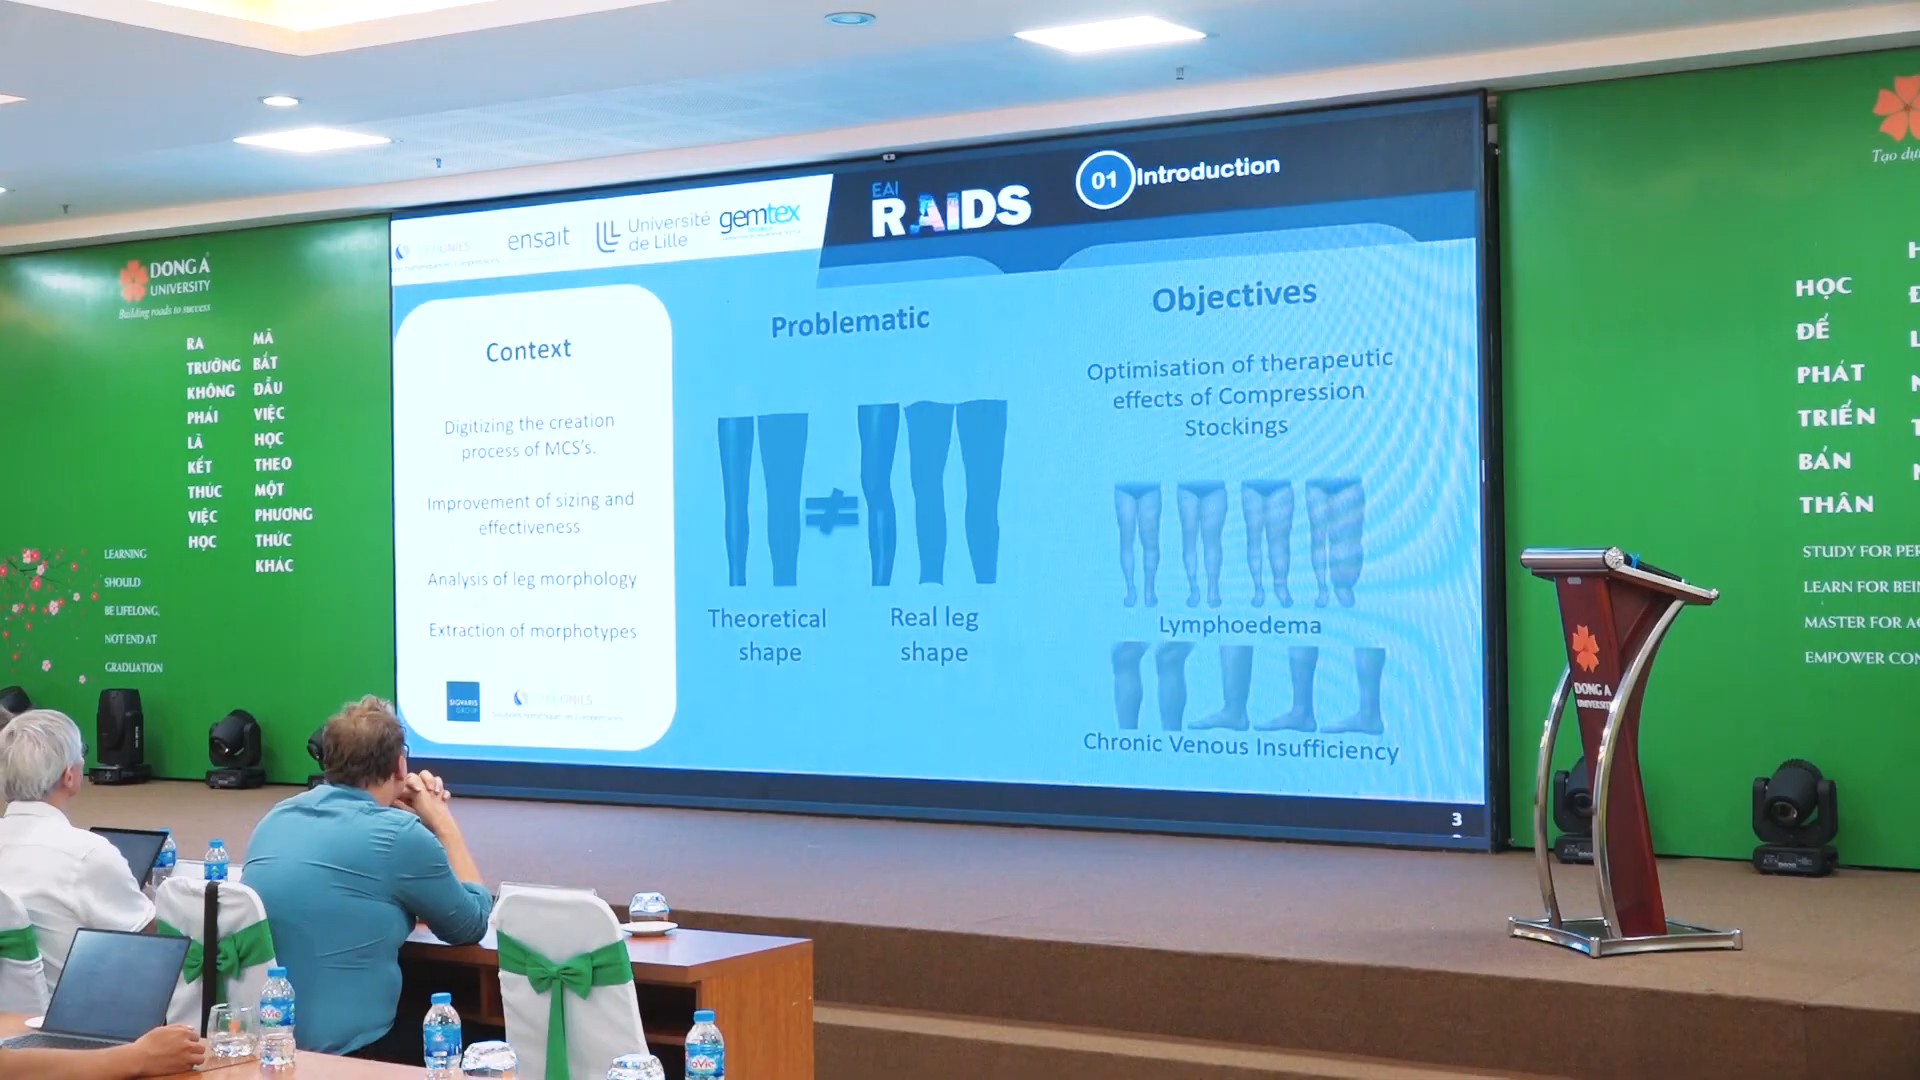 DONG A
UNIVERSITY
Building roads to success
RA
TRƯỜNG
KHÔNG
PHẢI
LÀ
KẾT
THÚC
VIỆC
HỌC
MÀ
BẮT
ĐẦU
VIỆC
HỌC
THEO
MỘT
PHƯƠNG
THỨC
KHÁC
LEARNING
SHOULD
BE LIFELONG,
NOT END AT
GRADUATION
ensait
Université
de Lille
gemtex
EAI
RAIDS
01 Introduction
Context
Digitizing the creation
process of MCS's.
Improvement of sizing and
effectiveness
Analysis of leg morphology
Extraction of morphotypes
SIGVARIS
GROUP
Problematic
≠
Theoretical
shape
Real leg
shape
Objectives
Optimisation of therapeutic
effects of Compression
Stockings
Lymphoedema
Chronic Venous Insufficiency
3
Tạo
HỌC
ĐỂ
PHÁT
TRIỂN
BẢN
THÂN
STUDY FOR
LEARN FOR
MASTER FOR
EMPOWER
DONG A
UNIVERSITY